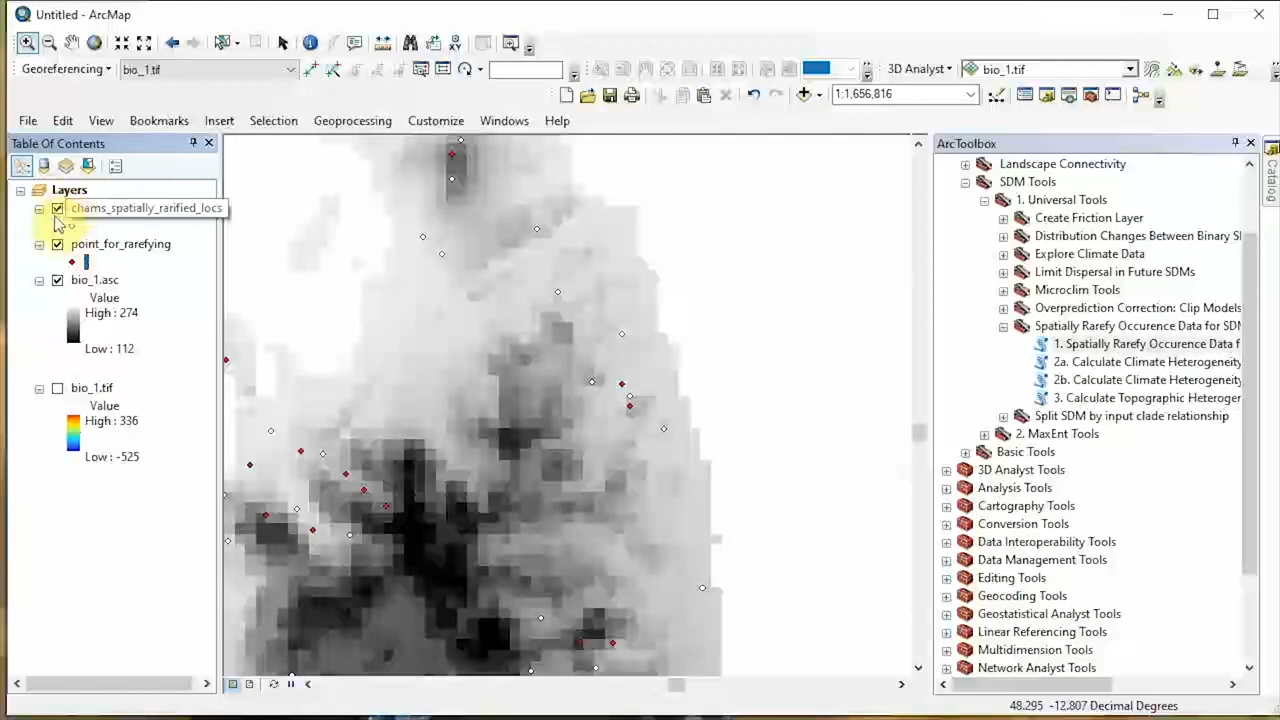 Untitled - ArcMap
Georeferencing
bio_1.tif
3D Analyst
bio_1.tif
1:1,656,816
File Edit View Bookmarks Insert Selection Geoprocessing Customize Windows Help
Table Of Contents
Layers
chams_spatially_rarified_locs
point_for_rarefying
bio_1.asc
Value
High : 274
Low : 112
bio_1.tif
Value
High : 336
Low : -525
ArcToolbox
Landscape Connectivity
SDM Tools
1. Universal Tools
Create Friction Layer
Distribution Changes Between Binary S
Explore Climate Data
Limit Dispersal in Future SDMs
Microclim Tools
Overprediction Correction: Clip Models
Spatially Rarefy Occurence Data for SDM
1. Spatially Rarefy Occurence Data f
2a. Calculate Climate Heterogeneity
2b. Calculate Climate Heterogeneity
3. Calculate Topographic Heteroger
Split SDM by input clade relationship
2. MaxEnt Tools
Basic Tools
3D Analyst Tools
Analysis Tools
Cartography Tools
Conversion Tools
Data Interoperability Tools
Data Management Tools
Editing Tools
Geocoding Tools
Geostatistical Analyst Tools
Linear Referencing Tools
Multidimension Tools
Network Analyst Tools
Catalog
48.295 -12.807 Decimal Degrees